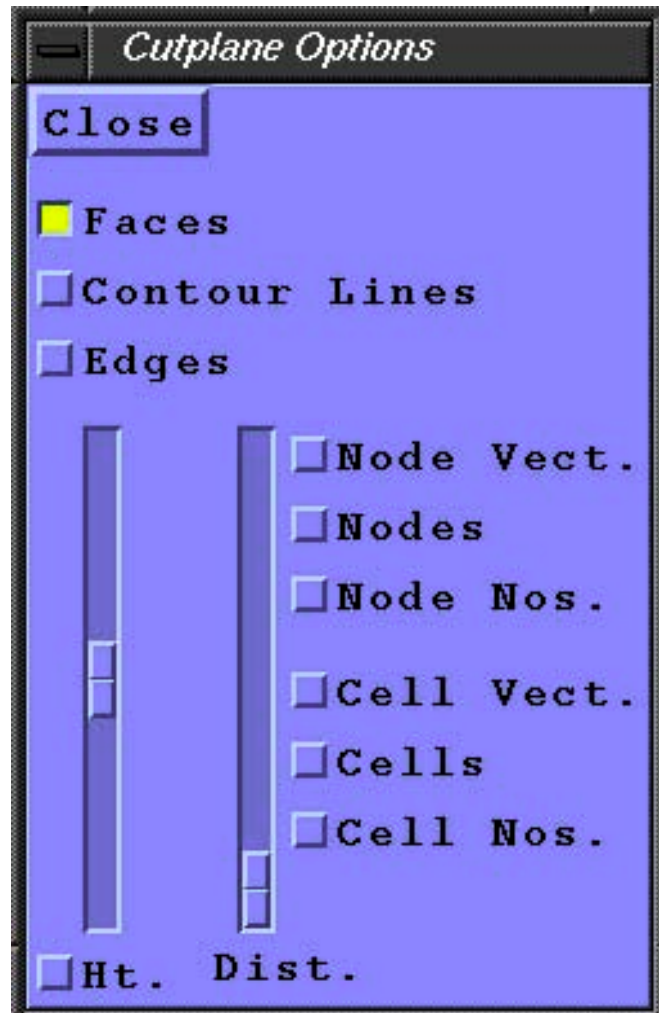 Cutplane Options
Close
Faces
Contour Lines
Edges
Node Vect.
Nodes
Node Nos.
Cell Vect.
Cells
Cell Nos.
Ht.
Dist.